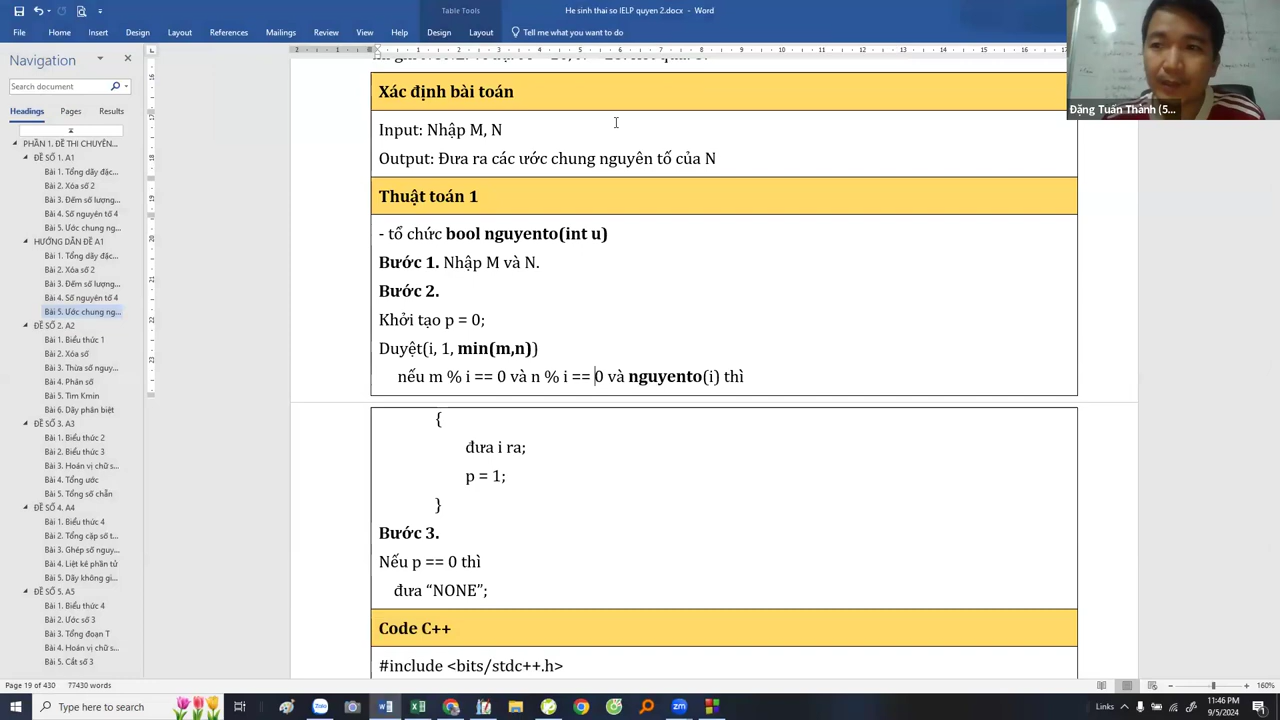 Table Tools
He sinh thai so IELP quyen 2.docx - Word
File Home Insert Draw Design Layout References Mailings Review View Help Design Layout Tell me what you want to do
Navigation
Search document
Headings Pages Results
PHẦN 1. ĐỀ THI CHUYÊN...
ĐỀ SỐ 1. A1
Bài 1. Tổng dãy đặc...
Bài 2. Xóa số 2
Bài 3. Đếm số lượng...
Bài 4. Số nguyên tố 4
Bài 5. Ước chung ng...
HƯỚNG DẪN ĐỀ A1
Bài 1. Tổng dãy đặc...
Bài 2. Xóa số 2
Bài 3. Đếm số lượng...
Bài 4. Số nguyên tố 4
Bài 5. Ước chung ng...
ĐỀ SỐ 2. A2
Bài 1. Biểu thức 1
Bài 2. Xóa số
Bài 3. Thừa số nguy...
Bài 4. Phân số
Bài 5. Tìm Kmin
Bài 6. Dãy phân biệt
ĐỀ SỐ 3. A3
Bài 1. Biểu thức 2
Bài 2. Biểu thức 3
Bài 3. Hoán vị chữ s...
Bài 4. Tổng ước
Bài 5. Tổng số chẵn
ĐỀ SỐ 4. A4
Bài 1. Biểu thức 4
Bài 2. Tổng cặp số t...
Bài 3. Ghép số nguy...
Bài 4. Liệt kê phần tử
Bài 5. Dãy không gi...
ĐỀ SỐ 5. A5
Bài 1. Biểu thức 4
Bài 2. Ước số 3
Bài 3. Tổng đoạn T
Bài 4. Hoán vị chữ s...
Bài 5. Cắt số 3
Xác định bài toán
Input: Nhập M, N
Output: Đưa ra các ước chung nguyên tố của N
Thuật toán 1
- tổ chức bool nguyento(int u)
Bước 1. Nhập M và N.
Bước 2.
Khởi tạo p = 0;
Duyệt(i, 1, min(m,n))
nếu m % i == 0 và n % i == 0 và nguyento(i) thì
{
đưa i ra;
p = 1;
}
Bước 3.
Nếu p == 0 thì
đưa “NONE”;
Code C++
#include <bits/stdc++.h>
Đặng Tuấn Thành (5...
Page 19 of 430 77430 words
160%
Type here to search
11:46 PM
9/5/2024